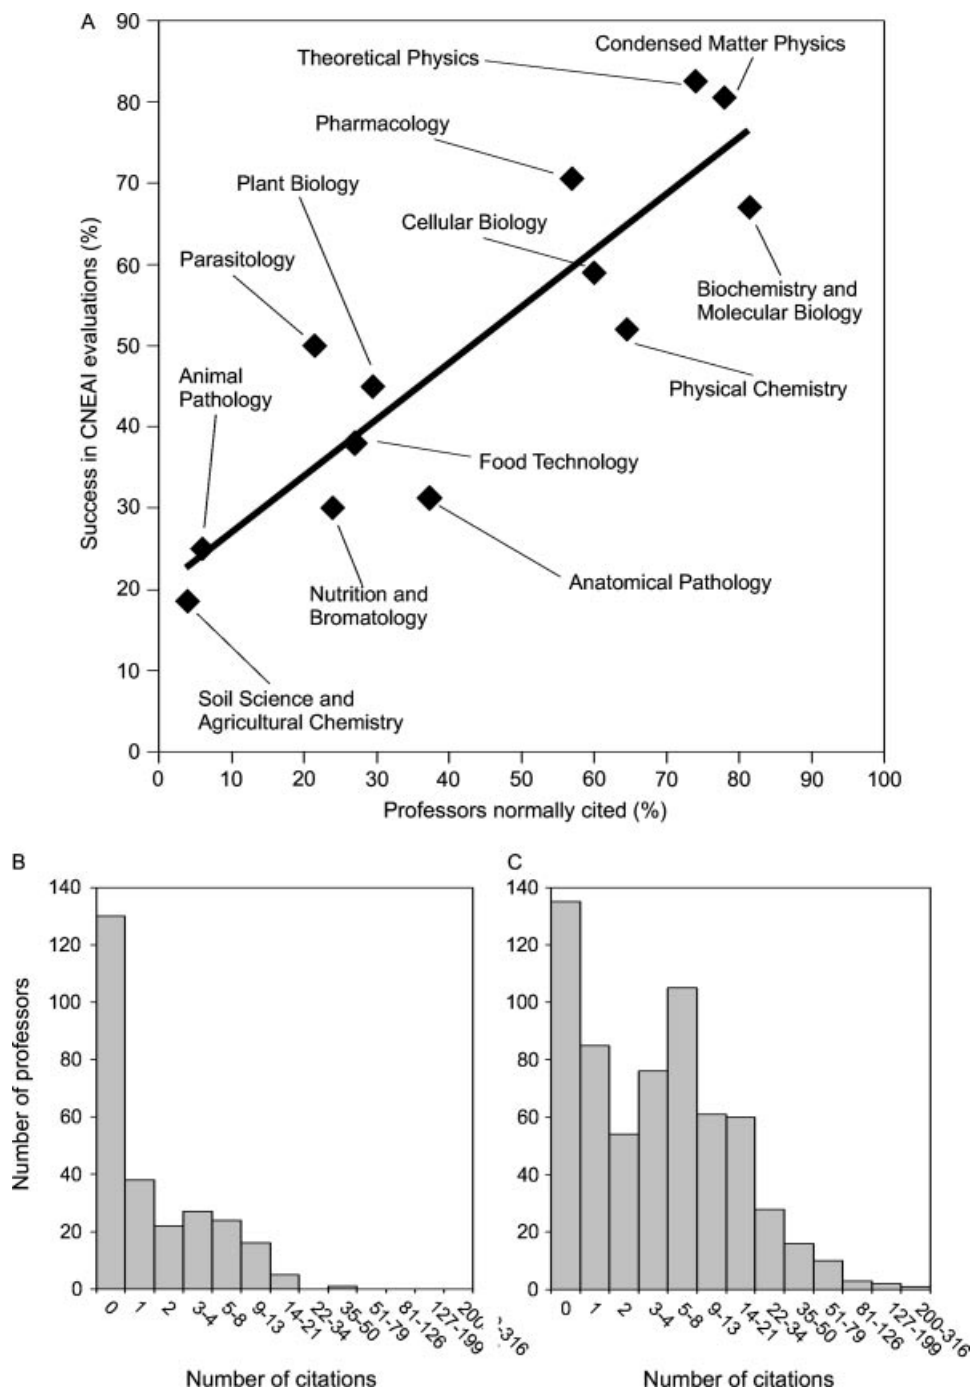 A
90
80
70
60
50
40
30
20
10
0
Success in CNEAI evaluations (%)
Theoretical Physics
Condensed Matter Physics
Pharmacology
Plant Biology
Cellular Biology
Parasitology
Biochemistry and
Molecular Biology
Animal
Pathology
Physical Chemistry
Food Technology
Anatomical Pathology
Nutrition and
Bromatology
Soil Science and
Agricultural Chemistry
0 10 20 30 40 50 60 70 80 90 100
Professors normally cited (%)
B
140
120
100
80
60
40
20
0
Number of professors
0 1 2 3-4 5-8 9-13 14-21 22-34 35-50 51-79 81-126 127-199 200-316
Number of citations
C
140
120
100
80
60
40
20
0
0 1 2 3-4 5-8 9-13 14-21 22-34 35-50 51-79 81-126 127-199 200-316
Number of citations